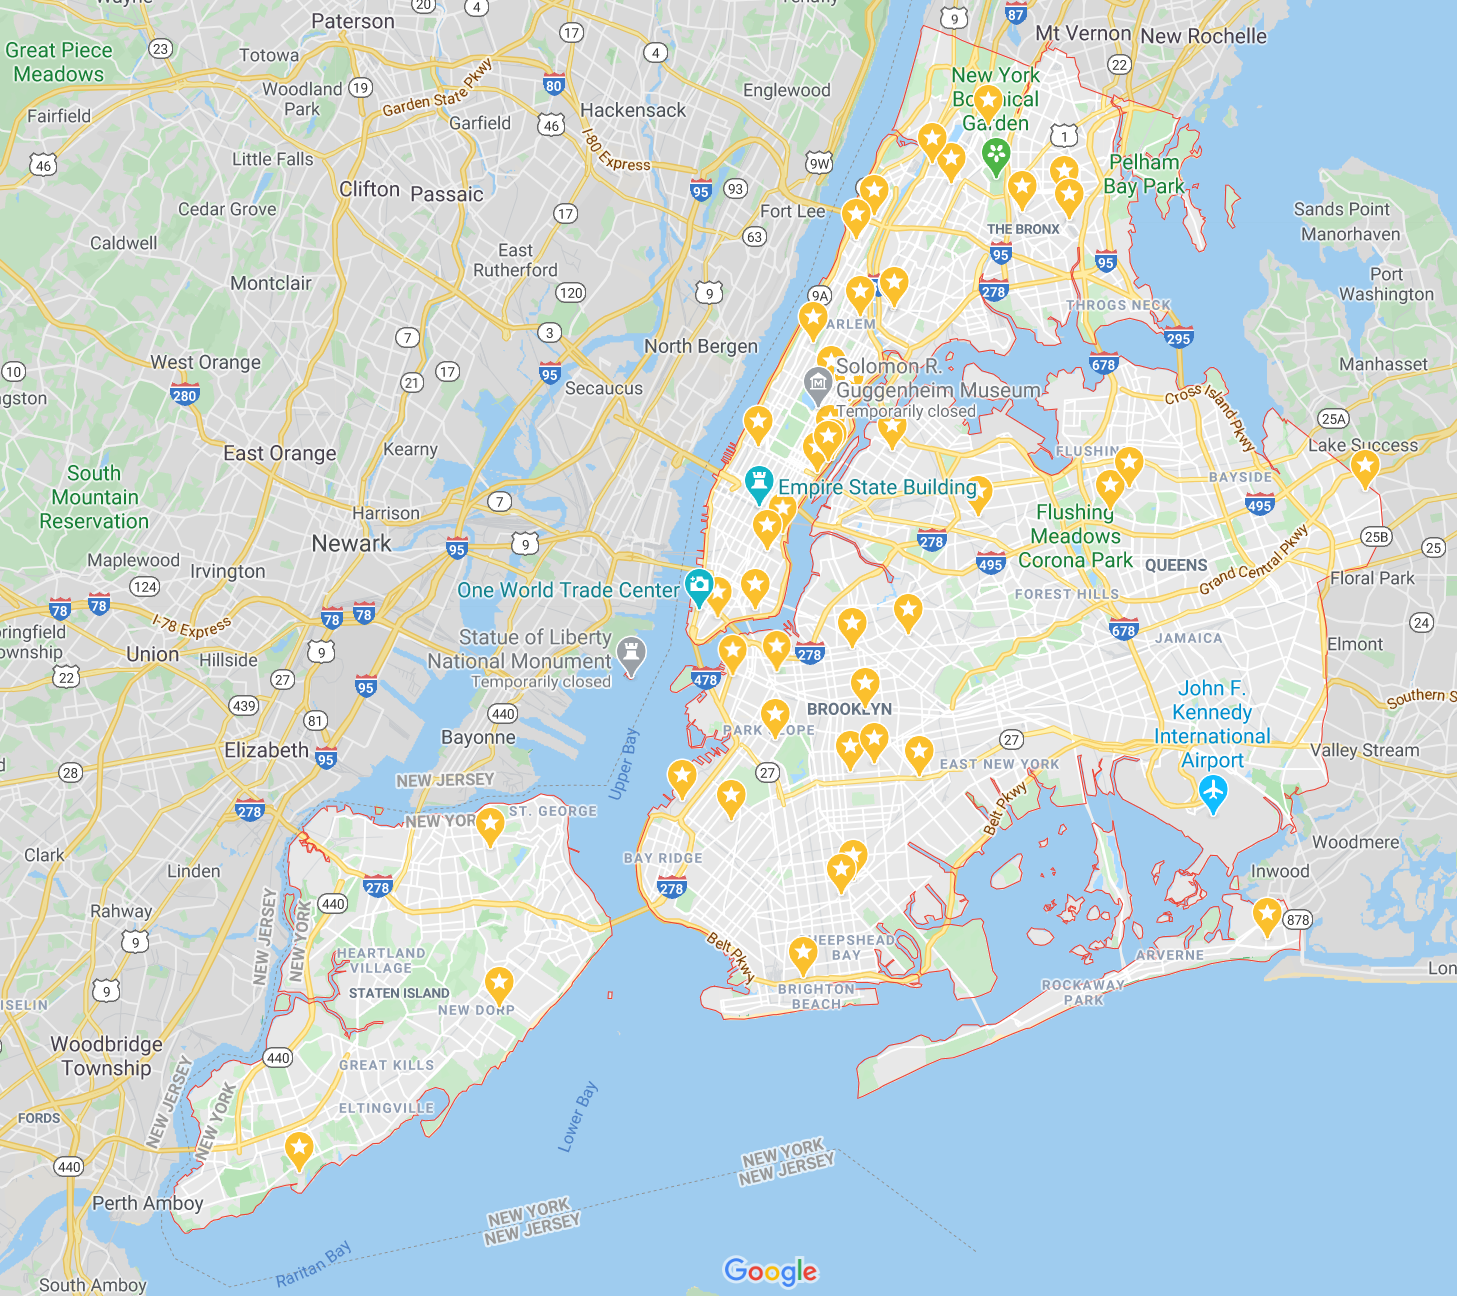 Wayne
20
4
Tenafly
9
87
Paterson
17
Mt Vernon
New Rochelle
Great Piece
Meadows
23
Totowa
4
22
Garden State Pkwy
80
Woodland
Park
19
Hackensack
Englewood
New York
Botanical
Garden
Fairfield
Garfield
46
I-80 Express
1
46
Little Falls
9W
Pelham
Bay Park
Clifton
Passaic
95
93
Cedar Grove
17
Fort Lee
Sands Point
THE BRONX
Manorhaven
63
Caldwell
East
Rutherford
95
95
Montclair
120
9
9A
278
Port
Washington
THROGS NECK
7
3
ARLEM
295
North Bergen
West Orange
678
Manhasset
10
17
95
Solomon R.
Guggenheim Museum
Temporarily closed
21
Secaucus
280
Cross Island Pkwy
ngston
25A
Kearny
FLUSHIN
Lake Success
East Orange
South
Mountain
Reservation
BAYSIDE
Empire State Building
7
495
Harrison
Flushing
Meadows
Corona Park
Newark
95
9
278
25B
25
Maplewood
Irvington
495
QUEENS
Grand Central Pkwy
124
One World Trade Center
FOREST HILLS
Floral Park
78
78
78
78
I-78 Express
pringfield
ownship
678
24
Union
Hillside
9
Statue of Liberty
National Monument
Temporarily closed
278
JAMAICA
Elmont
22
27
95
478
John F.
Kennedy
International
Airport
Southern S
439
81
440
BROOKLYN
PARK SLOPE
Elizabeth
Bayonne
95
Upper Bay
27
Valley Stream
28
NEW JERSEY
27
EAST NEW YORK
278
NEW YOR
ST. GEORGE
Belt Pkwy
Clark
BAY RIDGE
Woodmere
Linden
278
278
Inwood
440
Rahway
878
9
NEW JERSEY
NEW YORK
HEARTLAND
VILLAGE
Belt Pkwy
HEEPSHEAD
BAY
ARVERNE
Lon
9
STATEN ISLAND
ISELIN
NEW DORP
BRIGHTON
BEACH
ROCKAWAY
PARK
Woodbridge
Township
440
GREAT KILLS
NEW JERSEY
NEW YORK
ELTINGVILLE
FORDS
Lower Bay
440
NEW YORK
NEW JERSEY
Perth Amboy
NEW YORK
NEW JERSEY
Raritan Bay
South Amboy
Google